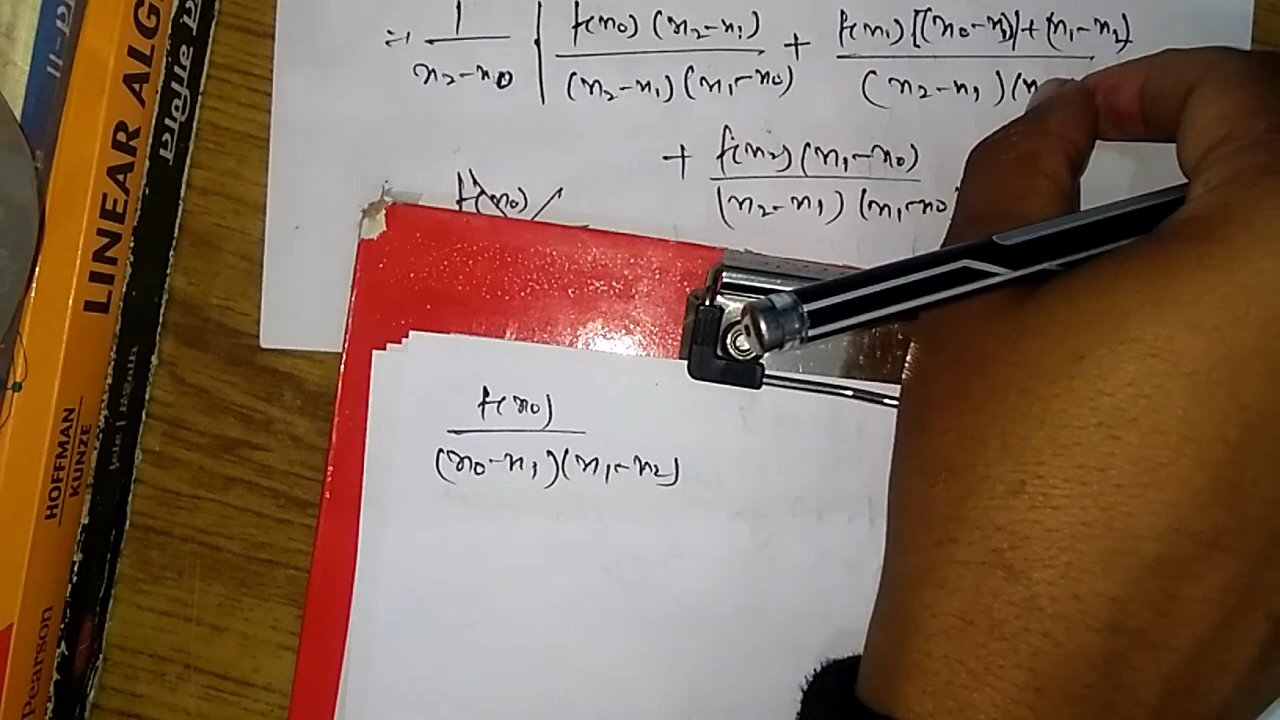 = 1/(x₂-x₀) { f(x₀)(x₂-x₁)/(x₂-x₁)(x₁-x₀) + f(x₁)[(x₀-x₁)+(x₁-x₂)/(x₂-x₁)(x
+ f(x₂)(x₁-x₀)/(x₂-x₁)(x₁-x₀
f(x₀)
f(x₀)/(x₀-x₁)(x₁-x₂)
LINEAR ALG
HOFFMAN
KUNZE
Pearson